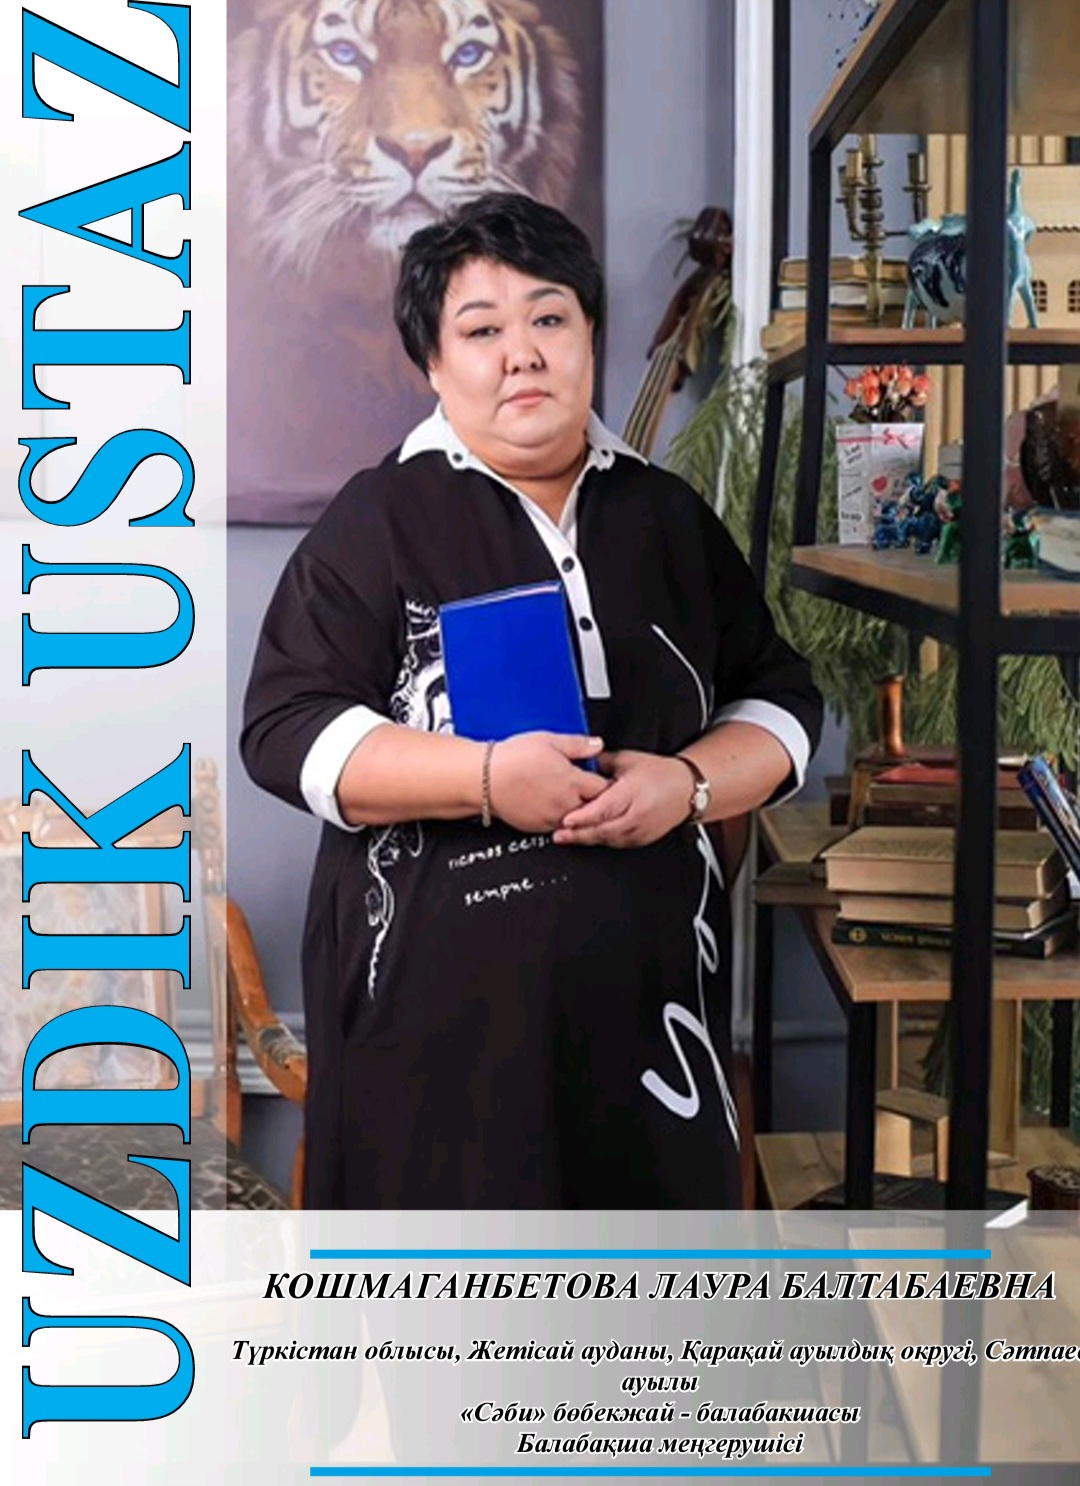 UZDIK USTAZ
КОШМАГАНБЕТОВА ЛАУРА БАЛТАБАЕВНА
Түркістан облысы, Жетісай ауданы, Қарақай ауылдық округі, Сәтпаев
ауылы
«Сәби» бөбекжай - балабакшасы
Балабақша меңгерушісі
sempre ...